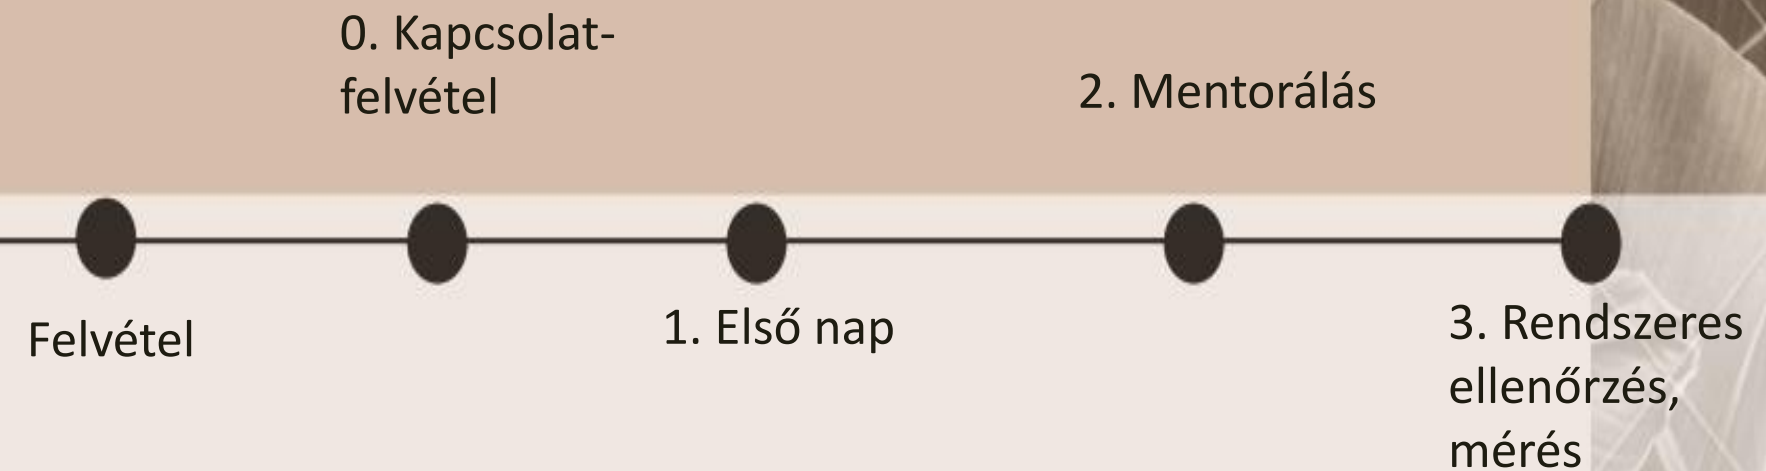 0. Kapcsolat-
felvétel
2. Mentorálás
Felvétel
1. Első nap
3. Rendszeres
ellenőrzés,
mérés